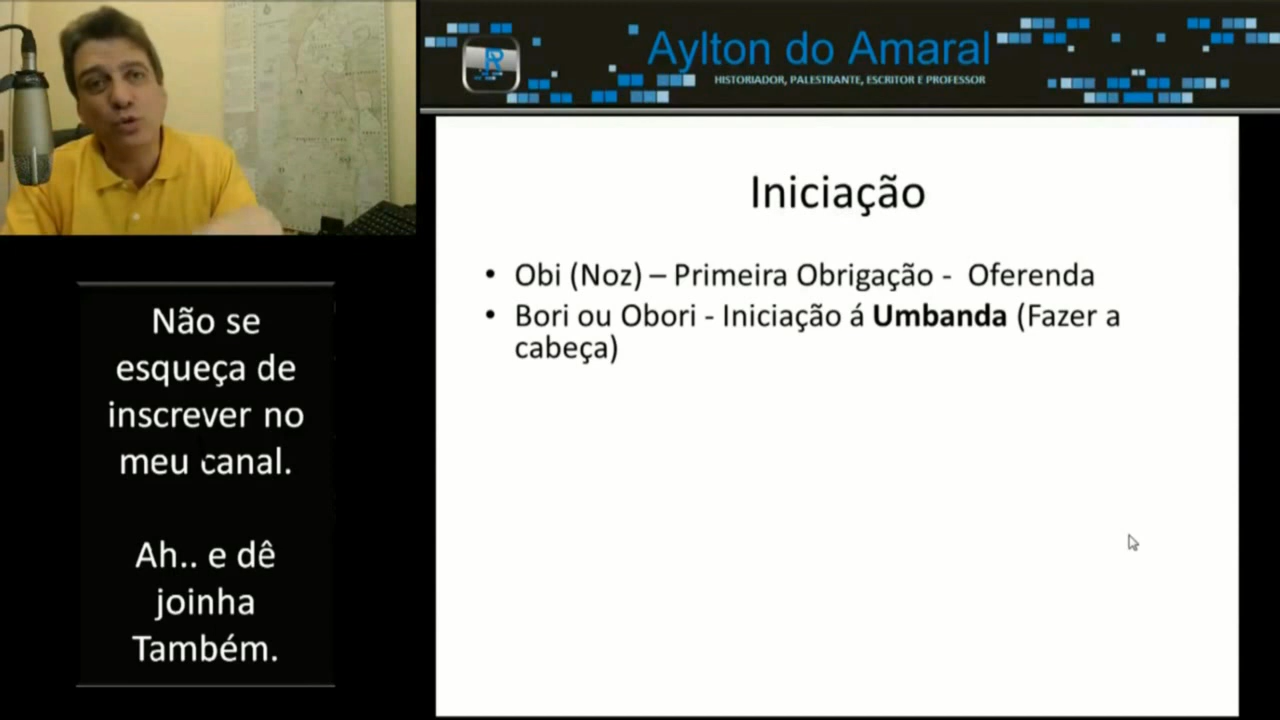 Aylton do Amaral
HISTORIADOR, PALESTRANTE, ESCRITOR E PROFESSOR
Iniciação
• Obi (Noz) – Primeira Obrigação - Oferenda
• Bori ou Obori - Iniciação á Umbanda (Fazer a
cabeça)
Não se
esqueça de
inscrever no
meu canal.
Ah.. e dê
joinha
Também.